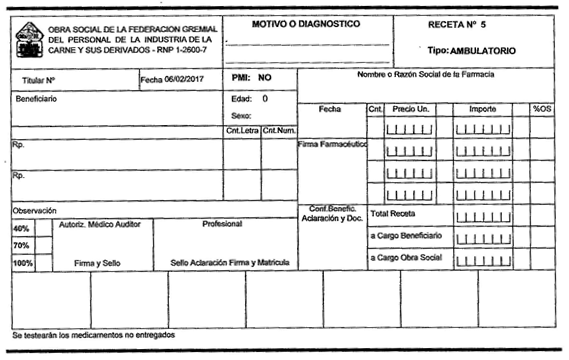 OBRA SOCIAL DE LA FEDERACION GREMIAL
DEL PERSONAL DE LA INDUSTRIA DE LA
CARNE Y SUS DERIVADOS - RNP 1-2600-7
MOTIVO O DIAGNOSTICO
RECETA Nº 5
Tipo: AMBULATORIO
Titular Nº
Fecha 06/02/2017
PMI: NO
Nombre o Razón Social de la Farmacia
Beneficiario
Edad: 0
Sexo:
Fecha
Cnt.
Precio Un.
Importe
%OS
Cnt.Letra
Cnt.Num.
Rp.
Firma Farmacéutico
Rp.
Observación
Conf.Benefic.
Aclaración y Doc.
Total Receta
40%
Autoriz. Médico Auditor
Profesional
a Cargo Beneficiario
70%
100%
Firma y Sello
Sello Aclaración Firma y Matricula
a Cargo Obra Social
Se testearán los medicamentos no entregados